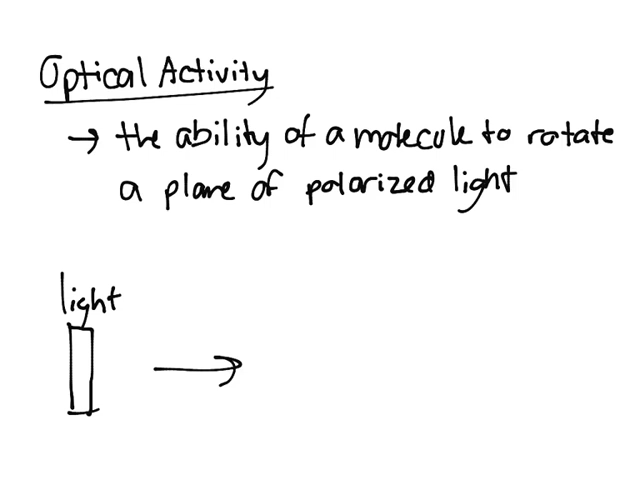 Optical Activity
→ the ability of a molecule to rotate
a plane of polarized light
light